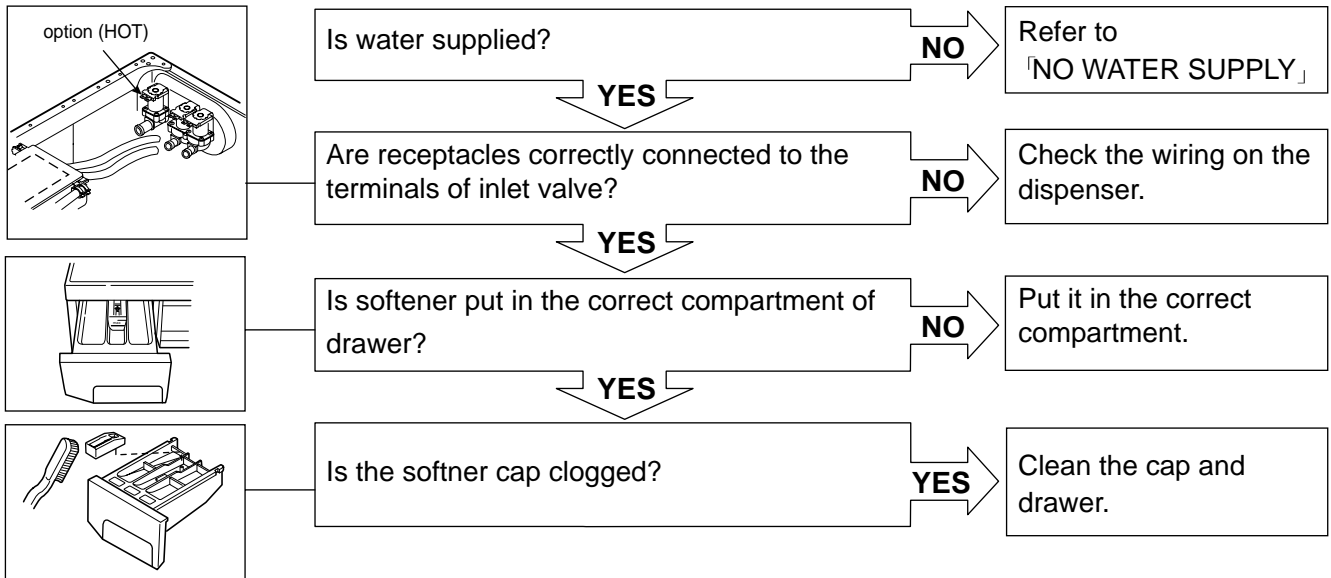 option (HOT)
Is water supplied?
NO
Refer to
「NO WATER SUPPLY」
YES
Are receptacles correctly connected to the
terminals of inlet valve?
NO
Check the wiring on the
dispenser.
YES
Is softener put in the correct compartment of
drawer?
NO
Put it in the correct
compartment.
YES
Is the softner cap clogged?
YES
Clean the cap and
drawer.